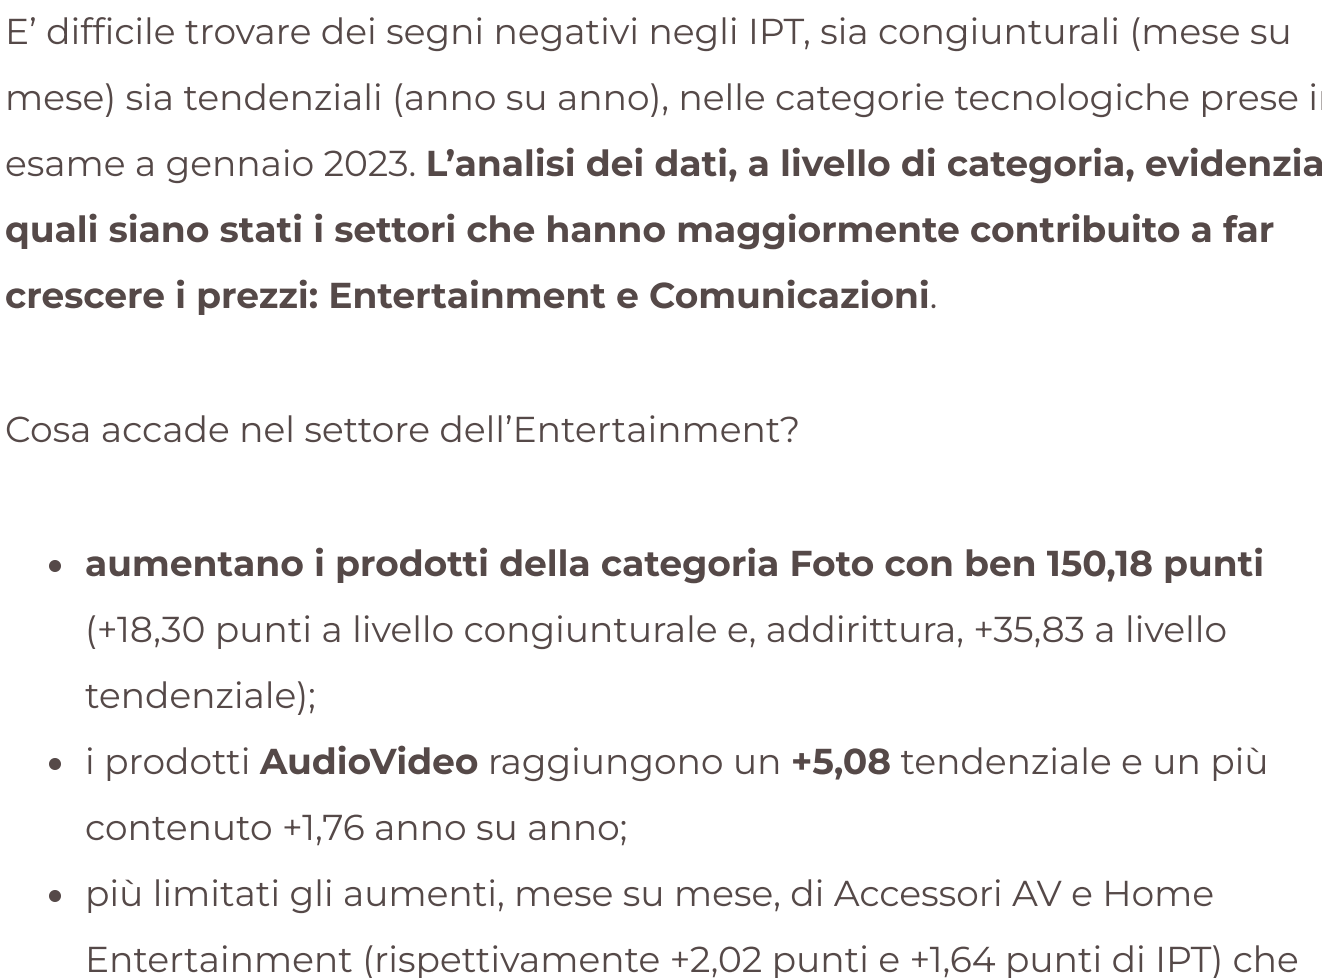 E’ difficile trovare dei segni negativi negli IPT, sia congiunturali (mese su
mese) sia tendenziali (anno su anno), nelle categorie tecnologiche prese in
esame a gennaio 2023. L’analisi dei dati, a livello di categoria, evidenzia
quali siano stati i settori che hanno maggiormente contribuito a far
crescere i prezzi: Entertainment e Comunicazioni.
Cosa accade nel settore dell’Entertainment?
• aumentano i prodotti della categoria Foto con ben 150,18 punti
(+18,30 punti a livello congiunturale e, addirittura, +35,83 a livello
tendenziale);
• i prodotti AudioVideo raggiungono un +5,08 tendenziale e un più
contenuto +1,76 anno su anno;
• più limitati gli aumenti, mese su mese, di Accessori AV e Home
Entertainment (rispettivamente +2,02 punti e +1,64 punti di IPT) che